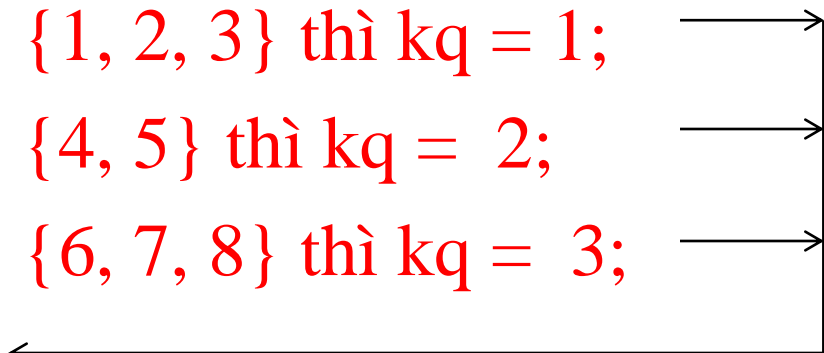 {1, 2, 3} thì kq = 1;
{4, 5} thì kq = 2;
{6, 7, 8} thì kq = 3;